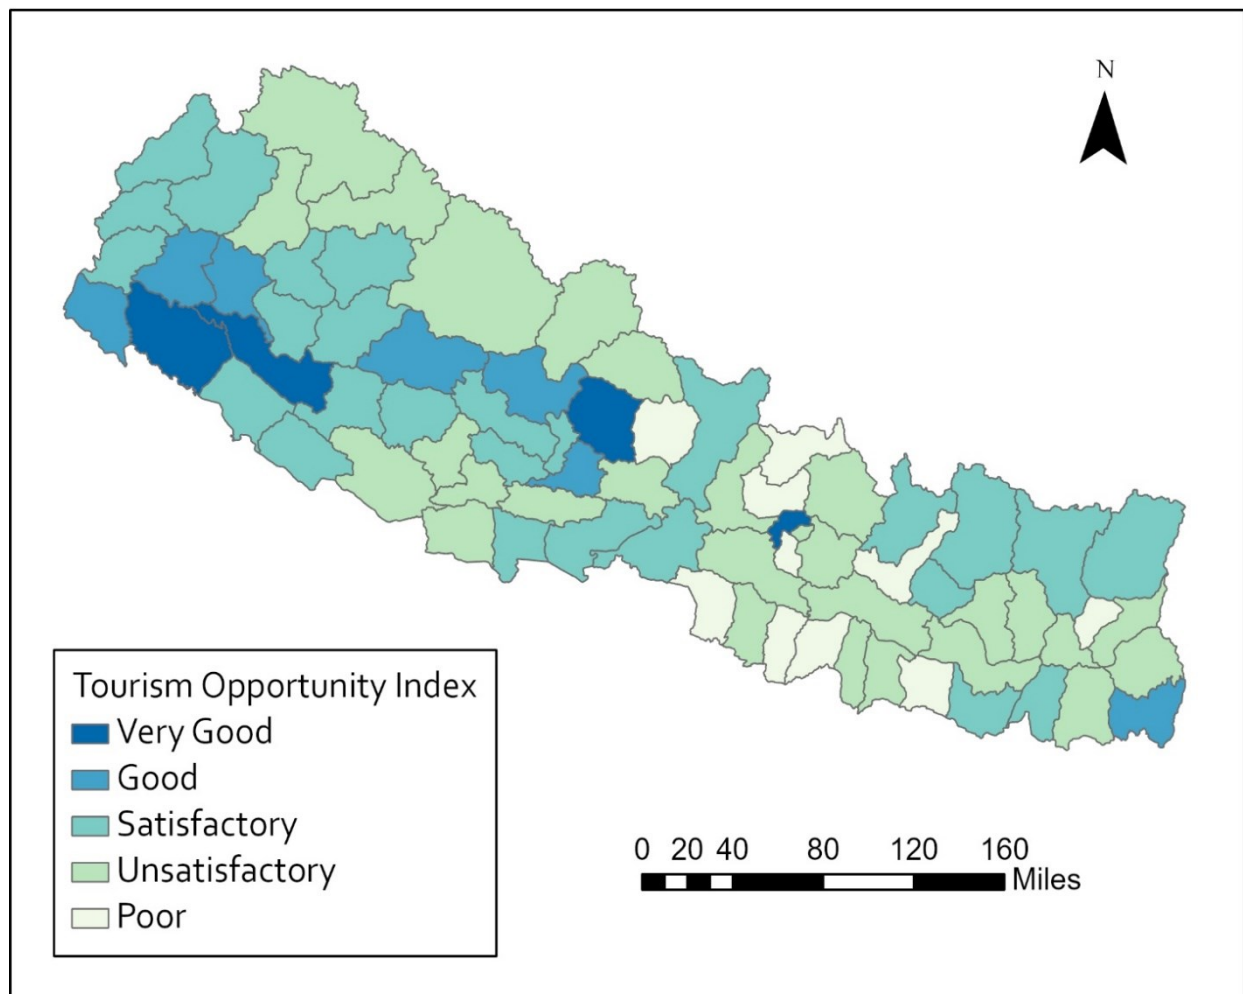 N
Tourism Opportunity Index
Very Good
Good
Satisfactory
Unsatisfactory
Poor
0 20 40 80 120 160
Miles